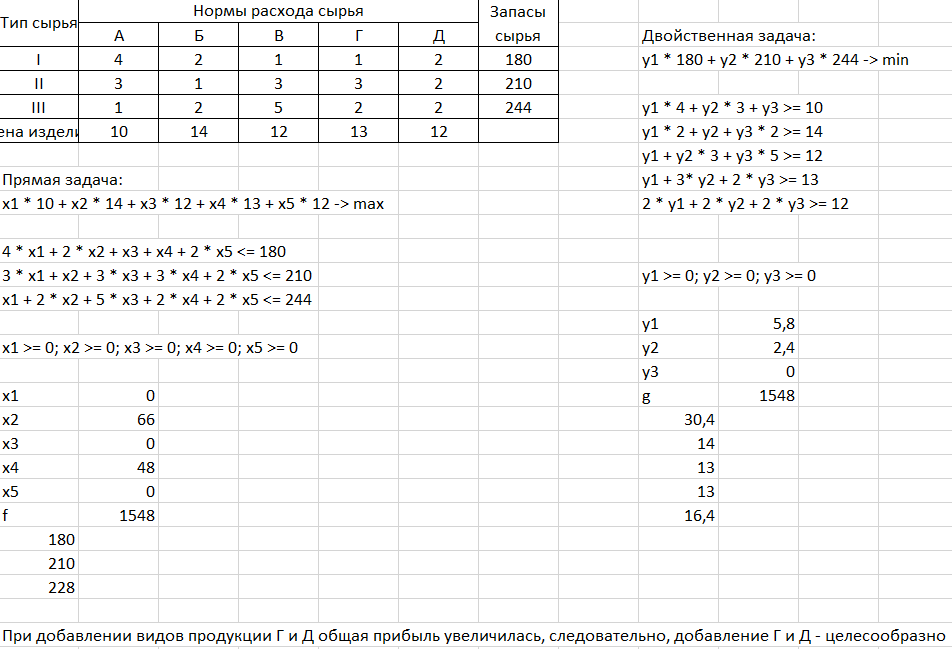 Нормы расхода сырья
Тип сырья А Б В Г Д Запасы сырья
I 4 2 1 1 2 180
II 3 1 3 3 2 210
III 1 2 5 2 2 244
ена издели 10 14 12 13 12
Прямая задача:
x1 * 10 + x2 * 14 + x3 * 12 + x4 * 13 + x5 * 12 -> max
4 * x1 + 2 * x2 + x3 + x4 + 2 * x5 <= 180
3 * x1 + x2 + 3 * x3 + 3 * x4 + 2 * x5 <= 210
x1 + 2 * x2 + 5 * x3 + 2 * x4 + 2 * x5 <= 244
x1 >= 0; x2 >= 0; x3 >= 0; x4 >= 0; x5 >= 0
x1 0
x2 66
x3 0
x4 48
x5 0
f 1548
180
210
228
Двойственная задача:
y1 * 180 + y2 * 210 + y3 * 244 -> min
y1 * 4 + y2 * 3 + y3 >= 10
y1 * 2 + y2 + y3 * 2 >= 14
y1 + y2 * 3 + y3 * 5 >= 12
y1 + 3* y2 + 2 * y3 >= 13
2 * y1 + 2 * y2 + 2 * y3 >= 12
y1 >= 0; y2 >= 0; y3 >= 0
y1 5,8
y2 2,4
y3 0
g 1548
30,4
14
13
13
16,4
При добавлении видов продукции Г и Д общая прибыль увеличилась, следовательно, добавление Г и Д - целесообразно